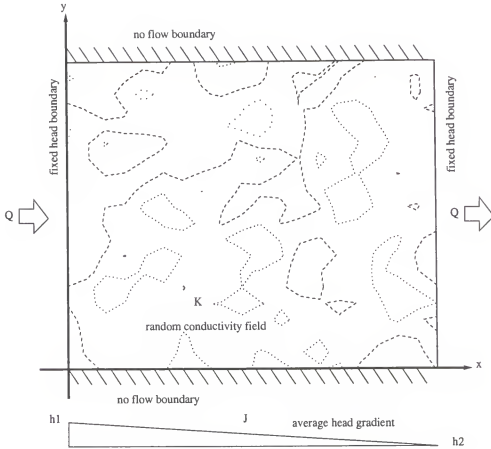 y
no flow boundary
fixed head boundary
fixed head boundary
Q
Q
K
random conductivity field
x
no flow boundary
h1
J
average head gradient
h2